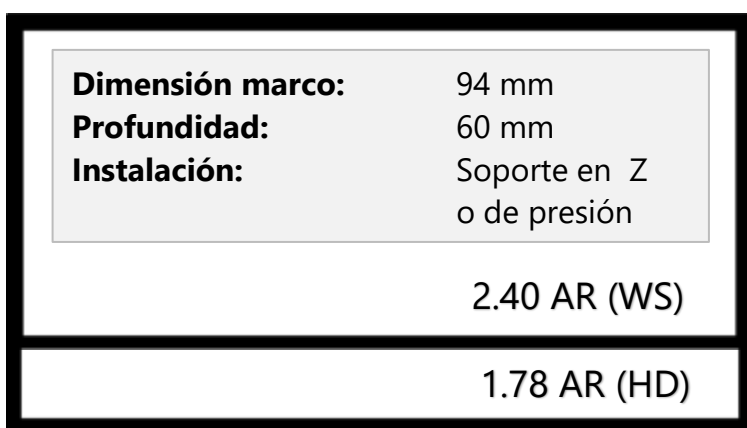 Dimensión marco: 94 mm
Profundidad: 60 mm
Instalación: Soporte en Z
o de presión
2.40 AR (WS)
1.78 AR (HD)